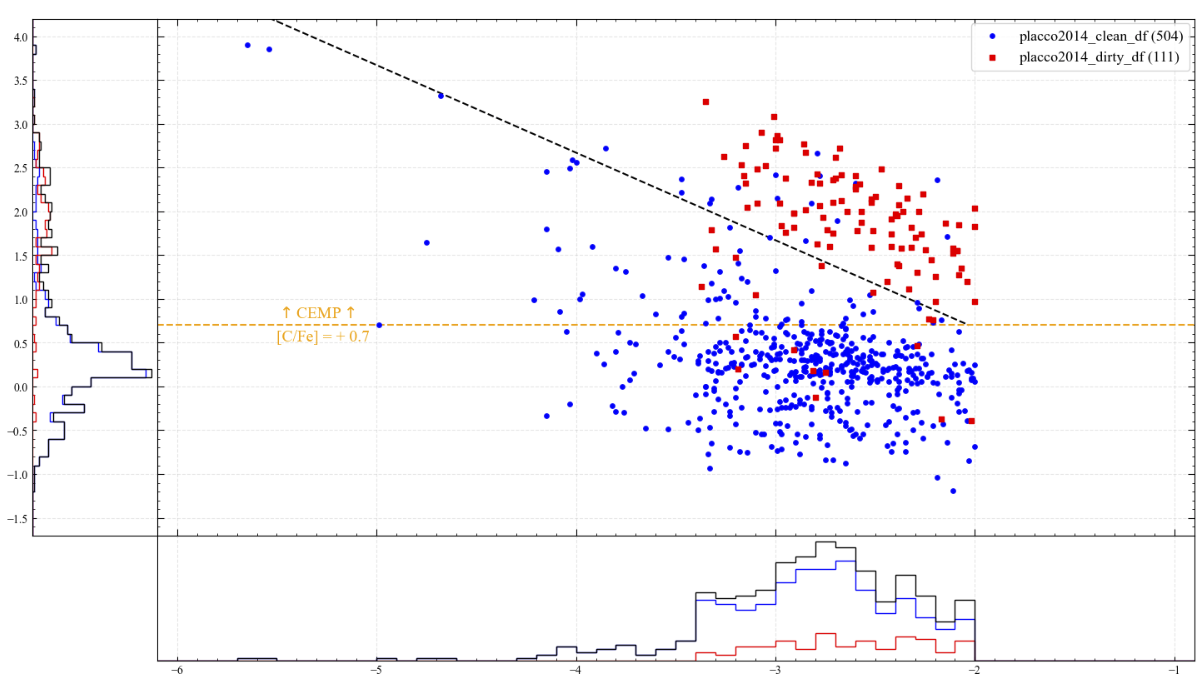 4.0
3.5
3.0
2.5
2.0
1.5
1.0
0.5
0.0
−0.5
−1.0
−1.5
placco2014_clean_df (504)
placco2014_dirty_df (111)
↑ CEMP ↑
[C/Fe] = + 0.7
−6 −5 −4 −3 −2 −1